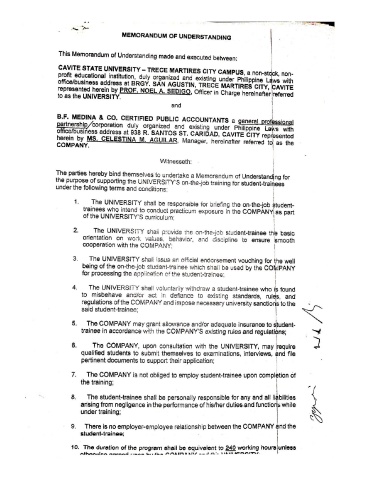 MEMORANDUM OF UNDERSTANDING
This Memorandum of Understanding made and executed between:
CAVITE STATE UNIVERSITY – TRECE MARTIRES CITY CAMPUS, a non-stock, non-
profit educational institution, duly organized and existing under Philippine Laws with
office/business address at BRGY. SAN AGUSTIN, TRECE MARTIRES CITY, CAVITE
represented herein by PROF. NOEL A. SEDIGO, Officer in Charge hereinafter referred
to as the UNIVERSITY.
and
B.F. MEDINA & CO. CERTIFIED PUBLIC ACCOUNTANTS a general professional
partnership/corporation duly organized and existing under Philippine Laws with
office/business address at 938 R. SANTOS ST. CARIDAD, CAVITE CITY represented
herein by MS. CELESTINA M. AGUILAR, Manager, hereinafter referred to as the
COMPANY.
Witnesseth:
The parties hereby bind themselves to undertake a Memorandum of Understanding for
the purpose of supporting the UNIVERSITY'S on-the-job training for student-trainees
under the following terms and conditions:
1. The UNIVERSITY shall be responsible for briefing the on-the-job student-
trainees who intend to conduct practicum exposure in the COMPANY as part
of the UNIVERSITY'S curriculum;
2. The UNIVERSITY shall provide the on-the-job student-trainee the basic
orientation on work values, behavior, and discipline to ensure smooth
cooperation with the COMPANY;
3. The UNIVERSITY shall issue an official endorsement vouching for the well
being of the on-the-job student-trainees which shall be used by the COMPANY
for processing the application of the student-trainee;
4. The UNIVERSITY shall voluntarily withdraw a student-trainee who is found
to misbehave and/or act in defiance to existing standards, rules, and
regulations of the COMPANY and impose necessary university sanctions to the
said student-trainee;
5. The COMPANY may grant allowance and/or adequate insurance to student-
trainee in accordance with the COMPANY'S existing rules and regulations;
6. The COMPANY, upon consultation with the UNIVERSITY, may require
qualified students to submit themselves to examinations, interviews, and file
pertinent documents to support their application;
7. The COMPANY is not obliged to employ student-trainee upon completion of
the training;
8. The student-trainee shall be personally responsible for any and all liabilities
arising from negligence in the performance of his/her duties and functions while
under training;
9. There is no employer-employee relationship between the COMPANY and the
student-trainee;
10. The duration of the program shall be equivalent to 240 working hours unless
otherwise agreed upon by the COMPANY and the UNIVERSITY;